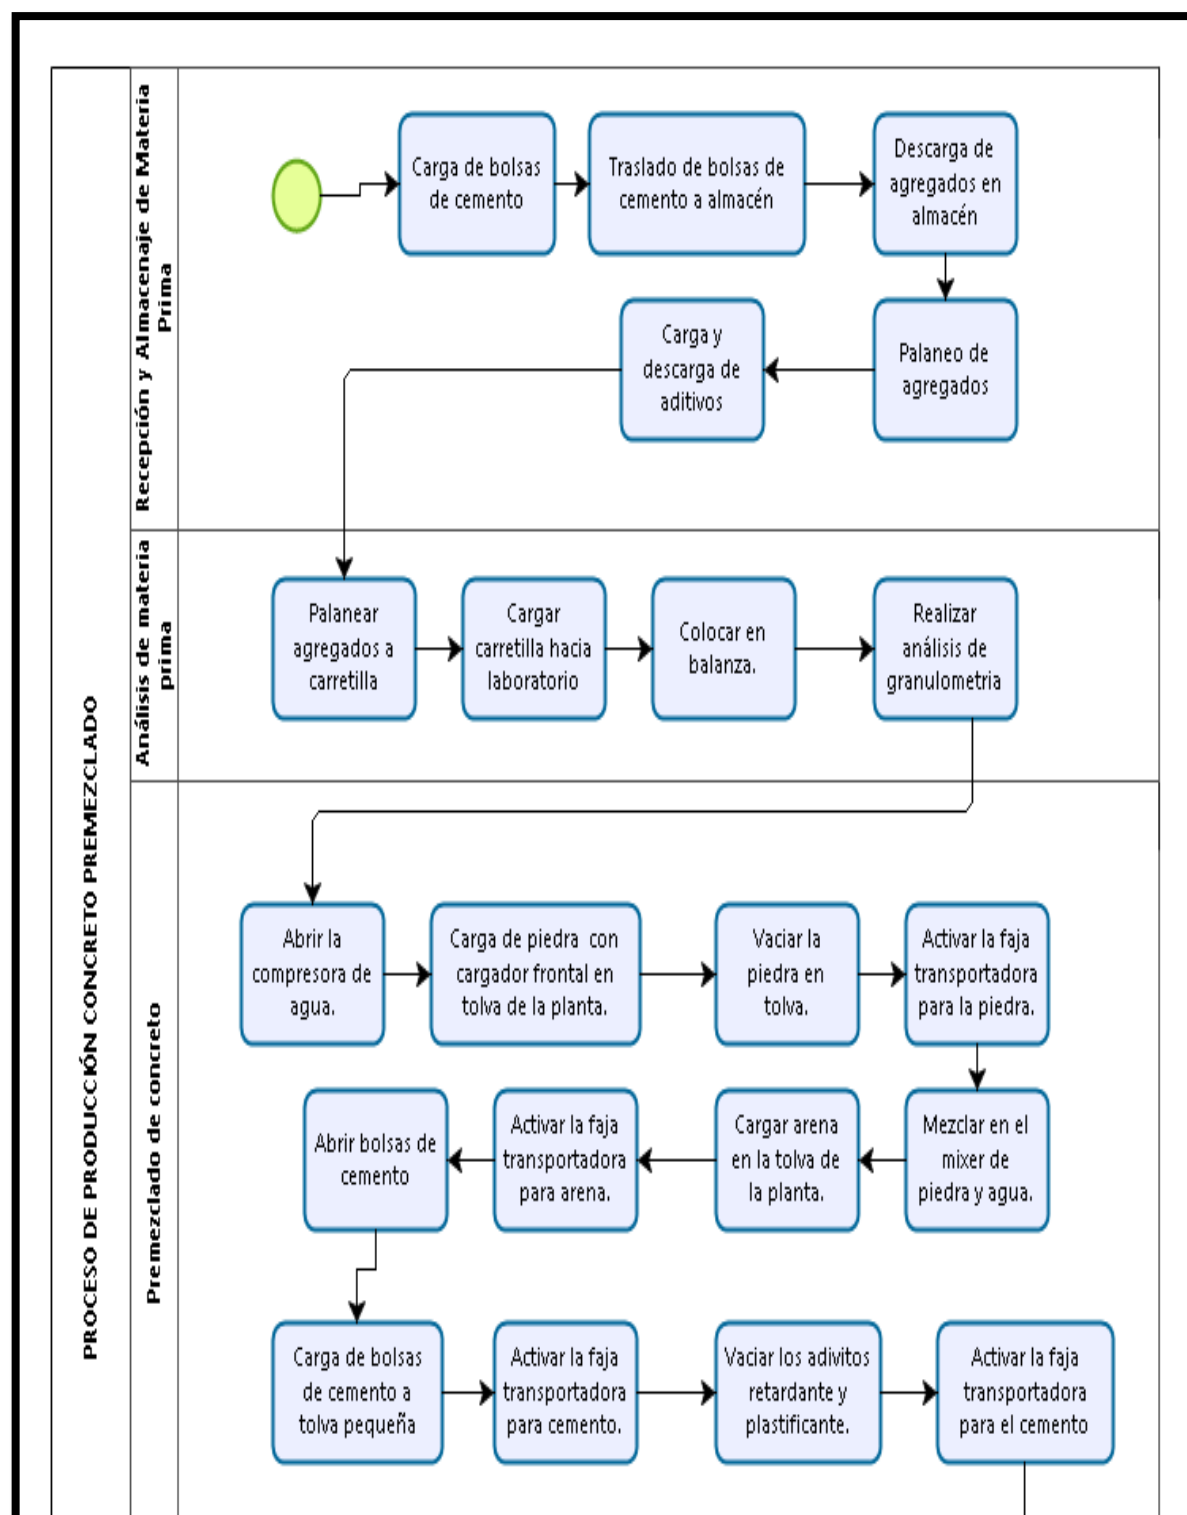 PROCESO DE PRODUCCIÓN CONCRETO PREMEZCLADO
Recepción y Almacenaje de Materia
Prima
Carga de bolsas
de cemento
Traslado de bolsas de
cemento a almacén
Descarga de
agregados en
almacén
Palaneo de
agregados
Carga y
descarga de
aditivos
Análisis de materia
prima
Palanear
agregados a
carretilla
Cargar
carretilla hacia
laboratorio
Colocar en
balanza.
Realizar
análisis de
granulometria
Premezclado de concreto
Abrir la
compresora de
agua.
Carga de piedra con
cargador frontal en
tolva de la planta.
Vaciar la
piedra en
tolva.
Activar la faja
transportadora
para la piedra.
Mezclar en el
mixer de
piedra y agua.
Cargar arena
en la tolva de
la planta.
Activar la faja
transportadora
para arena.
Abrir bolsas de
cemento
Carga de bolsas
de cemento a
tolva pequeña
Activar la faja
transportadora
para cemento.
Vaciar los adivitos
retardante y
plastificante.
Activar la faja
transportadora
para el cemento